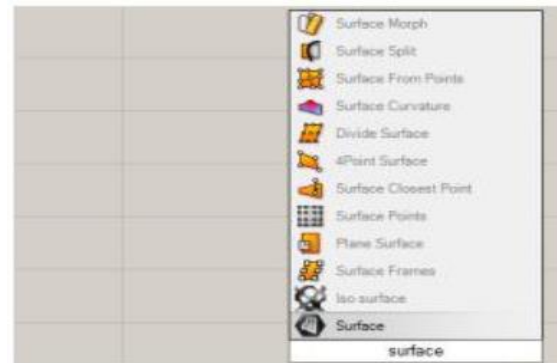 Surface Morph
Surface Split
Surface From Points
Surface Curvature
Divide Surface
4Point Surface
Surface Closest Point
Surface Points
Plane Surface
Surface Frames
Iso surface
Surface
surface